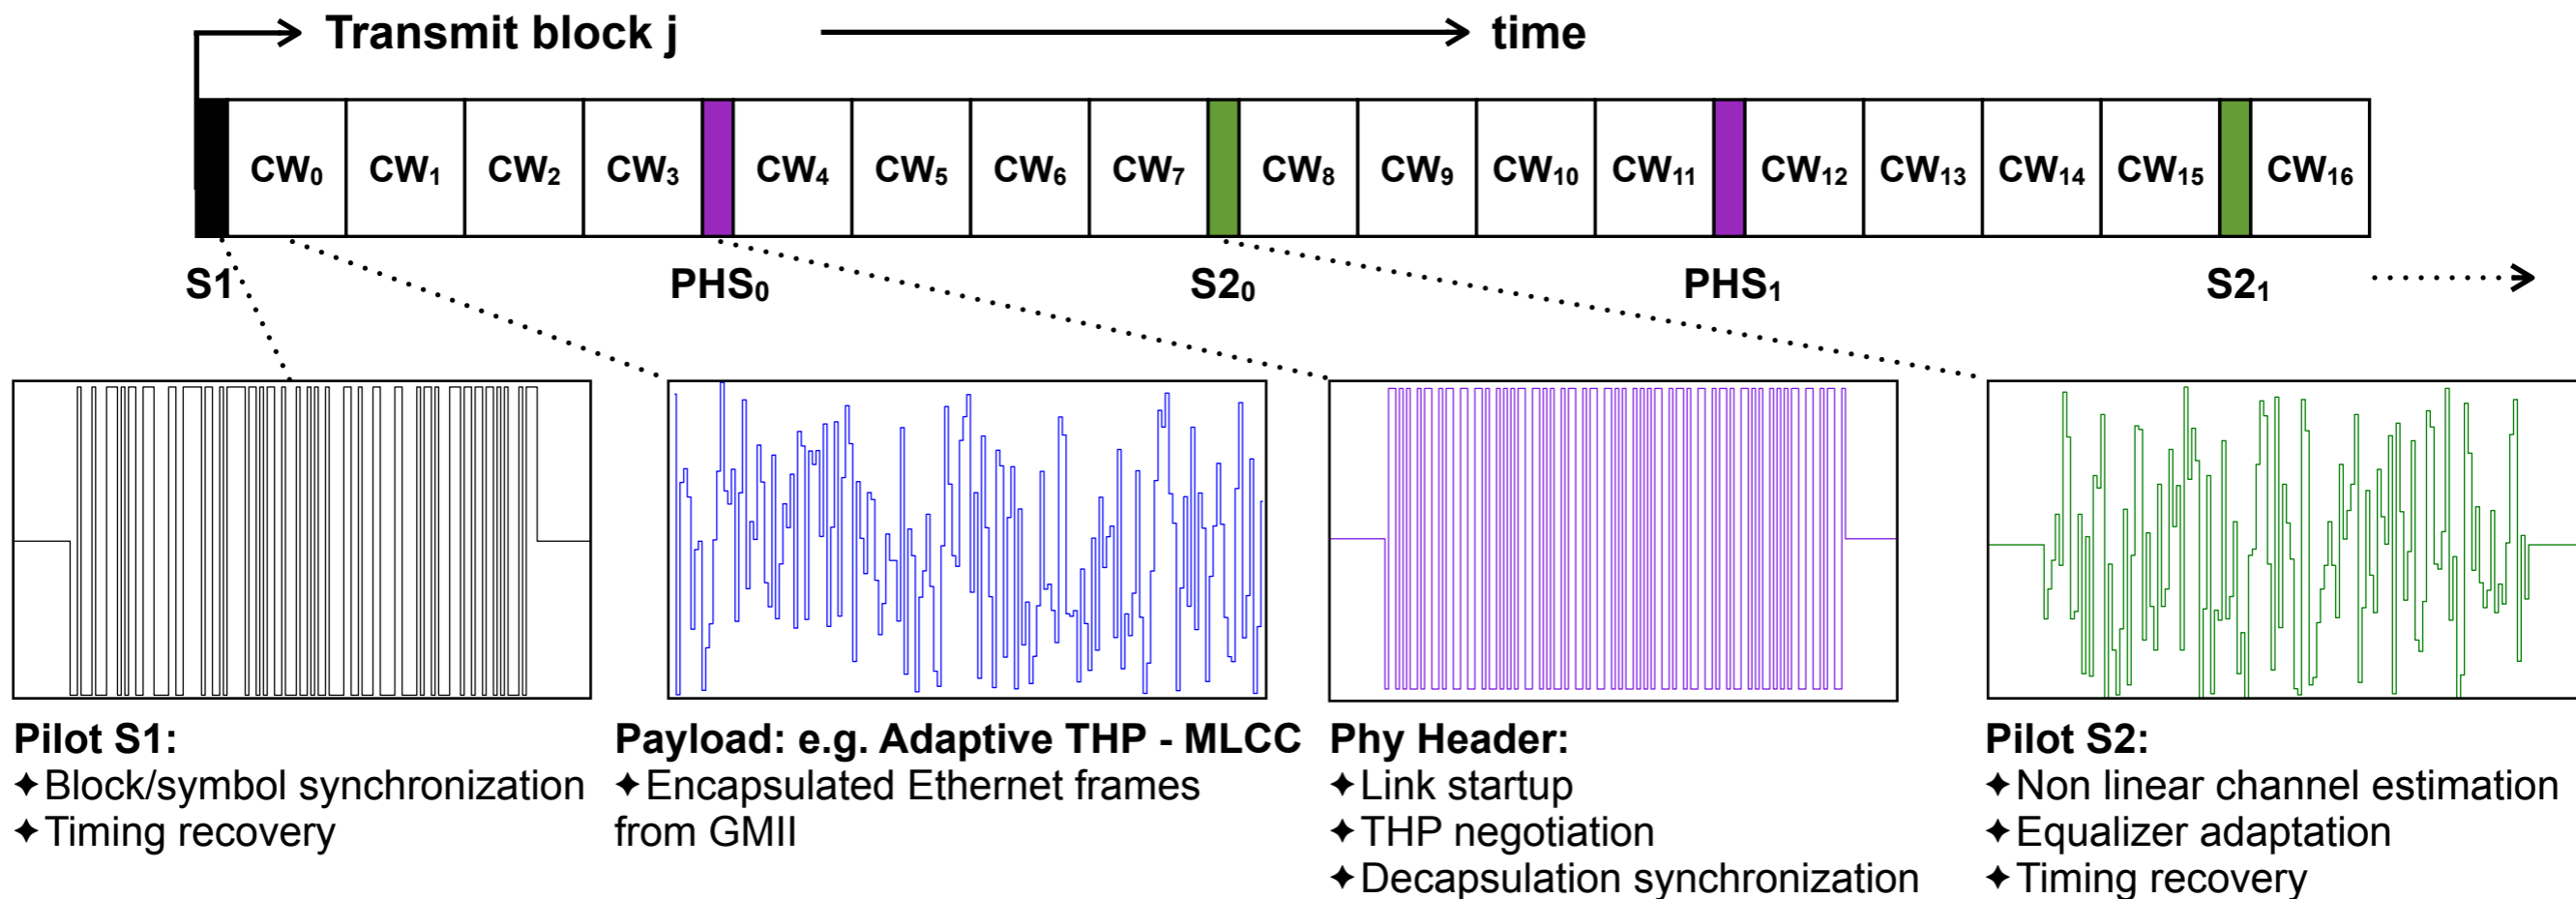 Transmit block j
time
CW₀ CW₁ CW₂ CW₃ CW₄ CW₅ CW₆ CW₇ CW₈ CW₉ CW₁₀ CW₁₁ CW₁₂ CW₁₃ CW₁₄ CW₁₅ CW₁₆
S1 PHS₀ S2₀ PHS₁ S2₁
Pilot S1:
✦Block/symbol synchronization
✦Timing recovery
Payload: e.g. Adaptive THP - MLCC
✦Encapsulated Ethernet frames
from GMII
Phy Header:
✦Link startup
✦THP negotiation
✦Decapsulation synchronization
Pilot S2:
✦Non linear channel estimation
✦Equalizer adaptation
✦Timing recovery